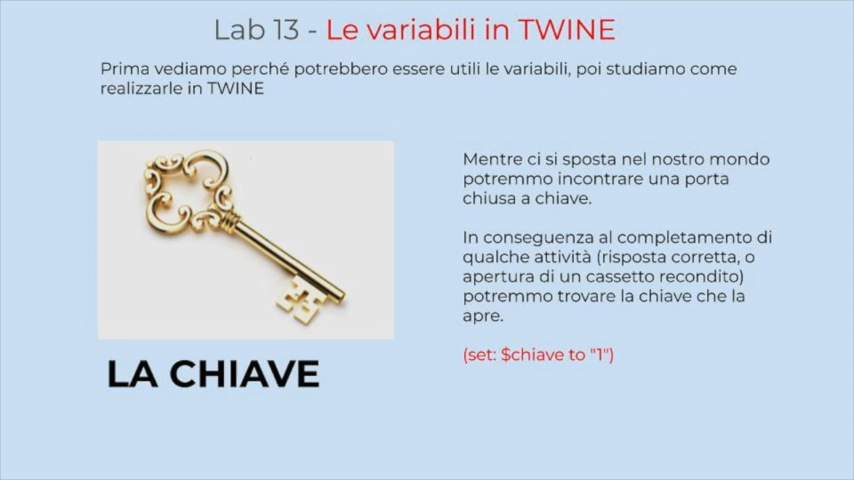 Lab 13 - Le variabili in TWINE
Prima vediamo perché potrebbero essere utili le variabili, poi studiamo come
realizzarle in TWINE
Mentre ci si sposta nel nostro mondo
potremmo incontrare una porta
chiusa a chiave.
In conseguenza al completamento di
qualche attività (risposta corretta, o
apertura di un cassetto recondito)
potremmo trovare la chiave che la
apre.
(set: $chiave to "1")
LA CHIAVE